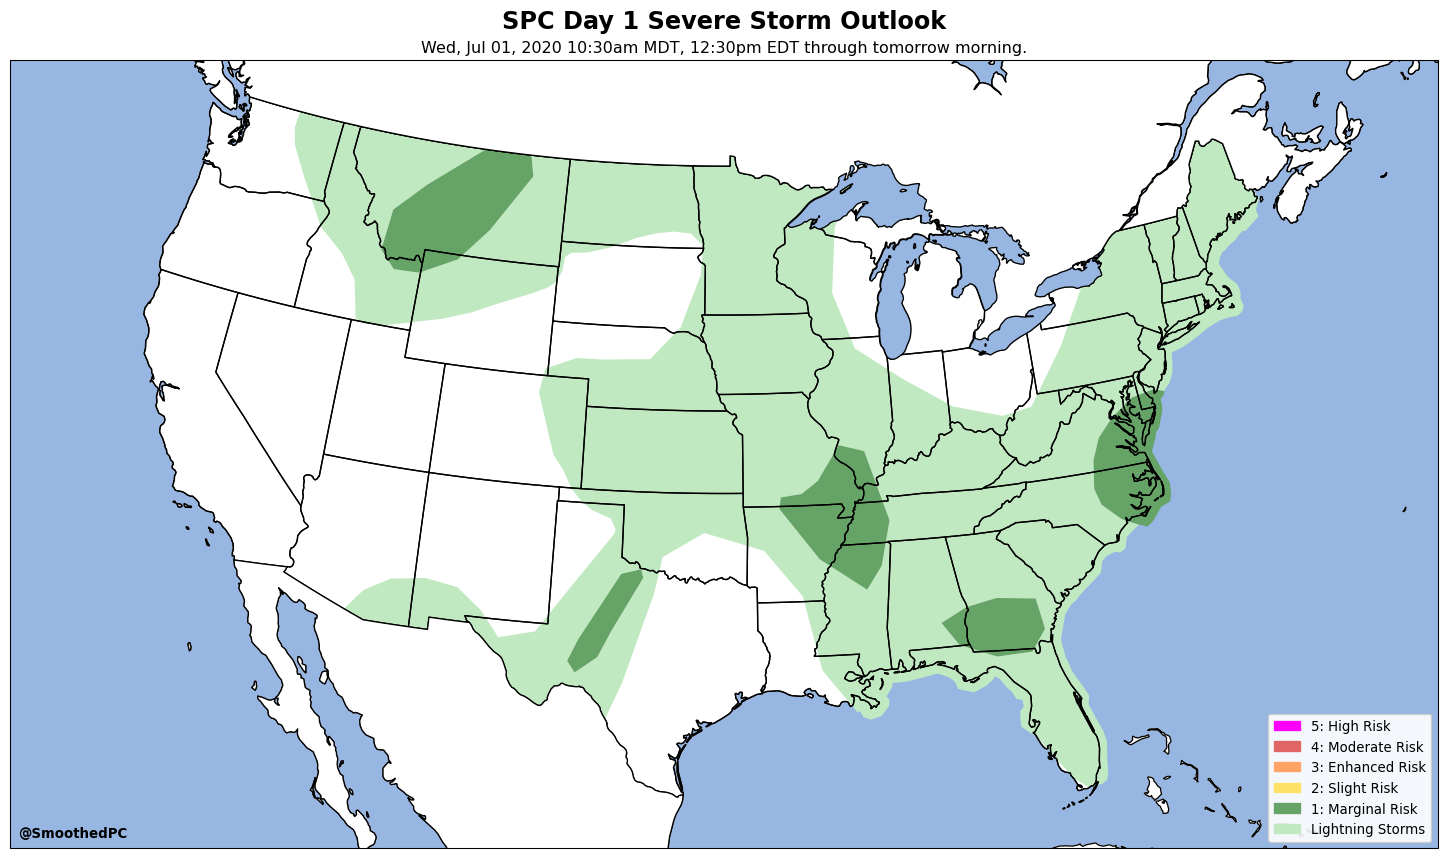 SPC Day 1 Severe Storm Outlook
Wed, Jul 01, 2020 10:30am MDT, 12:30pm EDT through tomorrow morning.
5: High Risk
4: Moderate Risk
3: Enhanced Risk
2: Slight Risk
1: Marginal Risk
Lightning Storms
@SmoothedPC